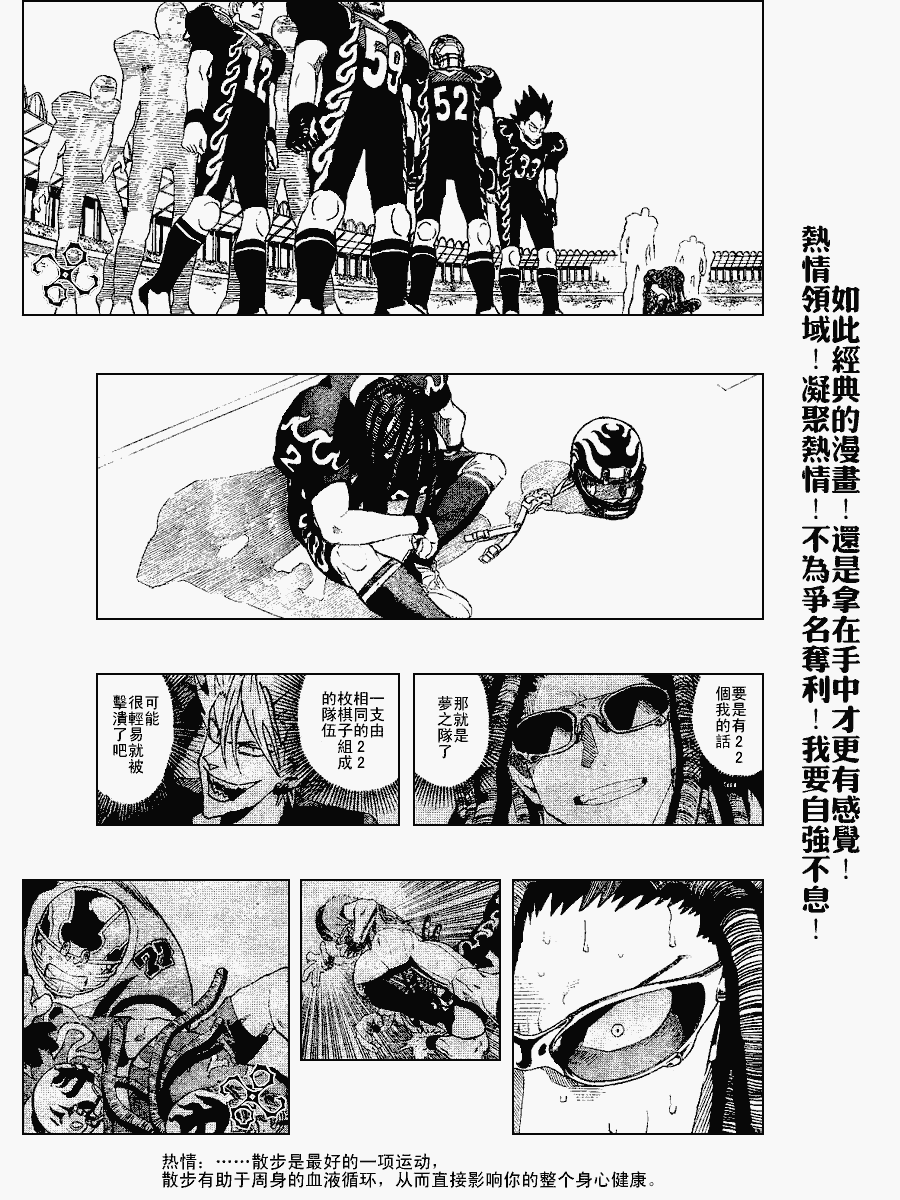 12
59
52
33
如此經典的漫畫！還是拿在手中才更有感覺！
熱情領域！凝聚熱情！不為爭名奪利！我要自強不息！
2
要是有22
個我的話
那就是
夢之隊了
一支由
相同的22
枚棋子組成
的隊伍
可能
很輕易就被
擊潰了吧
77
热情：……散步是最好的一项运动，
散步有助于周身的血液循环，从而直接影响你的整个身心健康。